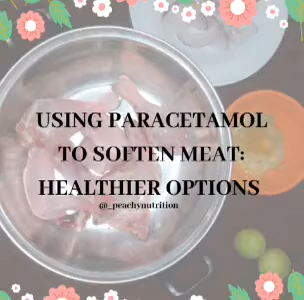 USING PARACETAMOL
TO SOFTEN MEAT:
HEALTHIER OPTIONS
@_peachynutrition